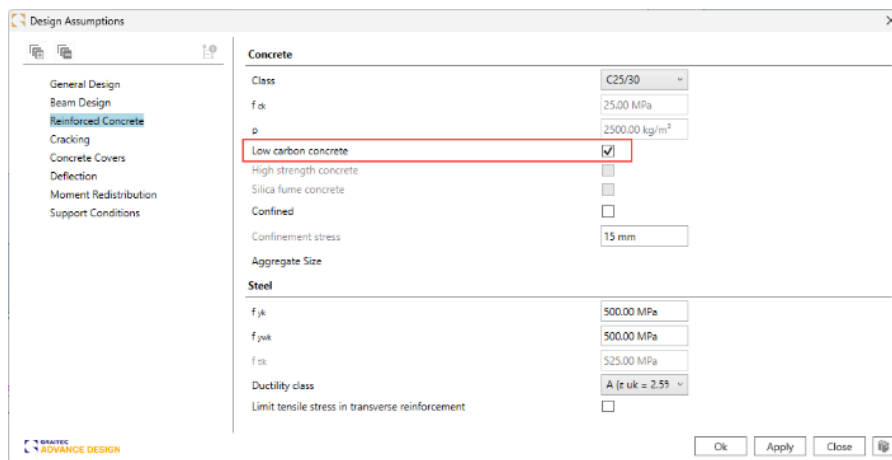 Design Assumptions
General Design
Beam Design
Reinforced Concrete
Cracking
Concrete Covers
Deflection
Moment Redistribution
Support Conditions
Concrete
Class C25/30
f ck 25.00 MPa
ρ 2500.00 kg/m³
Low carbon concrete
High strength concrete
Silica fume concrete
Confined
Confinement stress 15 mm
Aggregate Size
Steel
f yk 500.00 MPa
f ywk 500.00 MPa
f tk 525.00 MPa
Ductility class A (ε uk = 2.5%
Limit tensile stress in transverse reinforcement
GRAITEC
ADVANCE DESIGN
Ok Apply Close